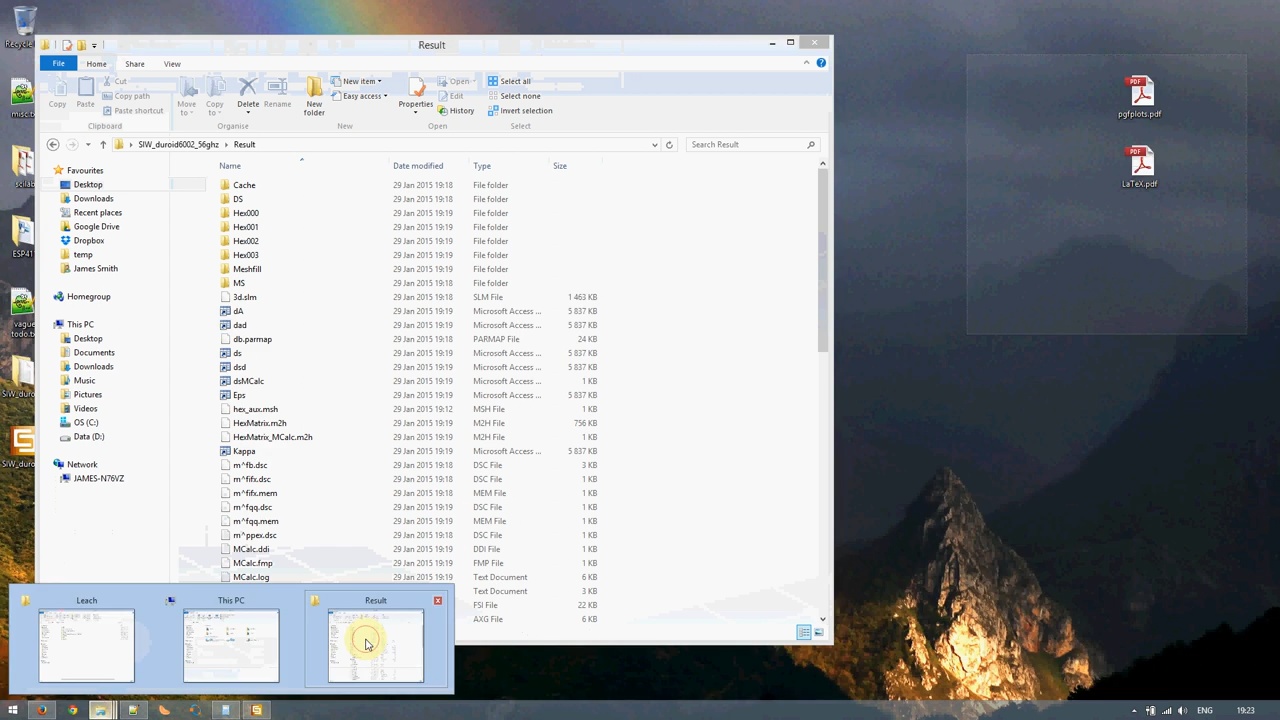 Result
File
Home
Share
View
Copy
Paste
Cut
Copy path
Paste shortcut
Clipboard
Move to
Copy to
Delete
Rename
Organise
New folder
New item
Easy access
New
Properties
Open
Edit
History
Open
Select all
Select none
Invert selection
Select
SIW_duroid6002_56ghz
Result
Search Result
Favourites
Desktop
Downloads
Recent places
Google Drive
Dropbox
temp
James Smith
Homegroup
This PC
Desktop
Documents
Downloads
Music
Pictures
Videos
OS (C:)
Data (D:)
Network
JAMES-N76VZ
Name Date modified Type Size
Cache 29 Jan 2015 19:18 File folder
DS 29 Jan 2015 19:18 File folder
Hex000 29 Jan 2015 19:19 File folder
Hex001 29 Jan 2015 19:19 File folder
Hex002 29 Jan 2015 19:19 File folder
Hex003 29 Jan 2015 19:19 File folder
Meshfill 29 Jan 2015 19:19 File folder
MS 29 Jan 2015 19:18 File folder
3d.slm 29 Jan 2015 19:18 SLM File 1 463 KB
dA 29 Jan 2015 19:19 Microsoft Access ... 5 837 KB
dad 29 Jan 2015 19:19 Microsoft Access ... 5 837 KB
db.parmap 29 Jan 2015 19:18 PARMAP File 24 KB
ds 29 Jan 2015 19:19 Microsoft Access ... 5 837 KB
dsd 29 Jan 2015 19:19 Microsoft Access ... 5 837 KB
dsMCalc 29 Jan 2015 19:19 Microsoft Access ... 1 KB
Eps 29 Jan 2015 19:19 Microsoft Access ... 5 837 KB
hex_aux.msh 29 Jan 2015 19:12 MSH File 1 KB
HexMatrix.m2h 29 Jan 2015 19:19 M2H File 756 KB
HexMatrix_MCalc.m2h 29 Jan 2015 19:19 M2H File 1 KB
Kappa 29 Jan 2015 19:19 Microsoft Access ... 5 837 KB
m^fb.dsc 29 Jan 2015 19:18 DSC File 3 KB
m^fifx.dsc 29 Jan 2015 19:19 DSC File 1 KB
m^fifx.mem 29 Jan 2015 19:19 MEM File 1 KB
m^fqq.dsc 29 Jan 2015 19:19 DSC File 1 KB
m^fqq.mem 29 Jan 2015 19:19 MEM File 1 KB
m^ppex.dsc 29 Jan 2015 19:18 DSC File 1 KB
MCalc.ddi 29 Jan 2015 19:19 DDI File 1 KB
MCalc.fmp 29 Jan 2015 19:19 FMP File 1 KB
MCalc.log 29 Jan 2015 19:19 Text Document 6 KB
Text Document 3 KB
FSI File 22 KB
AXG File 6 KB
Leach
This PC
Result
PDF
pgfplots.pdf
PDF
LaTeX.pdf
ENG
19:23